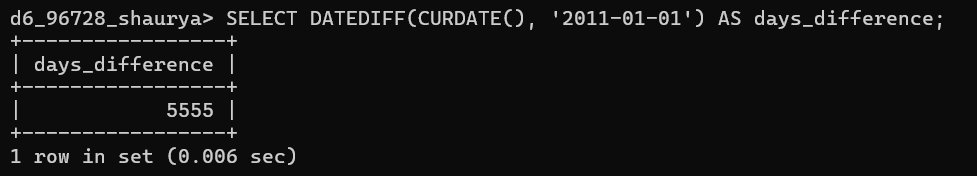 d6_96728_shaurya> SELECT DATEDIFF(CURDATE(), '2011-01-01') AS days_difference;
+-----------------+
| days_difference |
+-----------------+
|            5555 |
+-----------------+
1 row in set (0.006 sec)